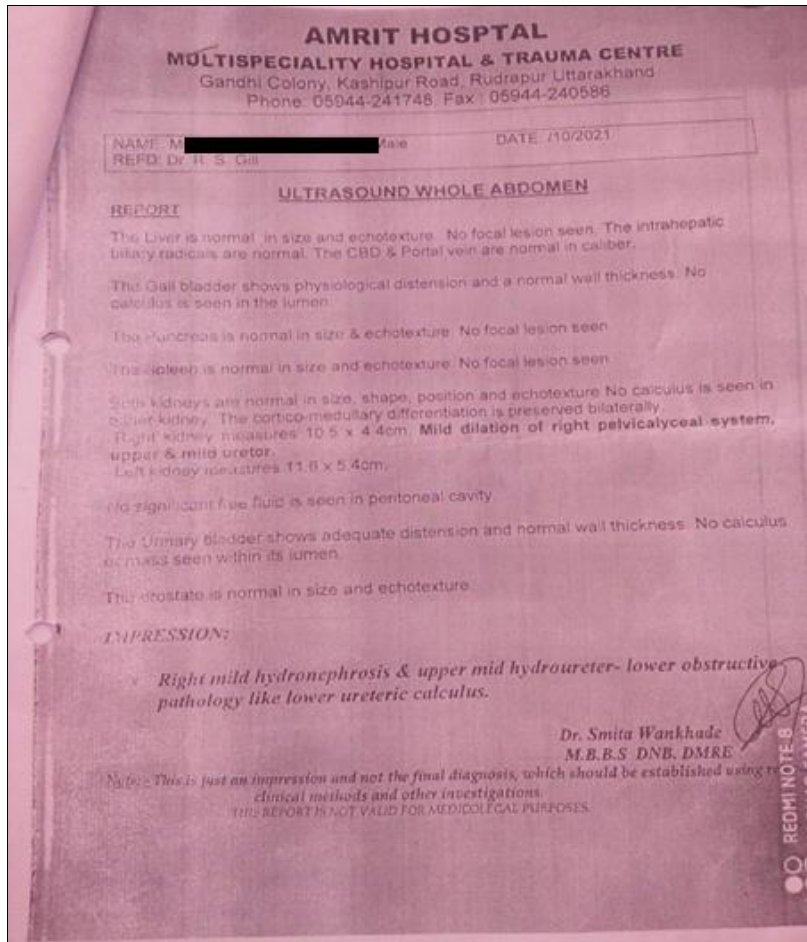 AMRIT HOSPTAL
MULTISPECIALITY HOSPITAL & TRAUMA CENTRE
Gandhi Colony, Kashipur Road, Rudrapur Uttarakhand
Phone: 05944-241748, Fax : 05944-240586
NAME: M Male DATE: /10/2021
REFD: Dr. R. S. Gill
ULTRASOUND WHOLE ABDOMEN
REPORT
The Liver is normal in size and echotexture. No focal lesion seen. The intrahepatic
biliary radicals are normal. The CBD & Portal vein are normal in caliber.
The Gall bladder shows physiological distension and a normal wall thickness. No
calculus is seen in the lumen.
The Pancreas is normal in size & echotexture. No focal lesion seen
The spleen is normal in size and echotexture. No focal lesion seen
Both kidneys are normal in size, shape, position and echotexture No calculus is seen in
either kidney. The cortico-medullary differentiation is preserved bilaterally
Right kidney measures 10.5 x 4.4cm. Mild dilation of right pelvicalyceal system,
upper & mild uretor.
Left kidney measures 11.6 x 5.4cm.
No significant free fluid is seen in peritoneal cavity
The Urinary bladder shows adequate distension and normal wall thickness. No calculus
or mass seen within its lumen
The prostate is normal in size and echotexture.
IMPRESSION:
Right mild hydronephrosis & upper mid hydroureter- lower obstructive
pathology like lower ureteric calculus.
Dr. Smita Wankhade
M.B.B.S DNB, DMRE
Note:- This is just an impression and not the final diagnosis, which should be established using
clinical methods and other investigations.
THIS REPORT IS NOT VALID FOR MEDICOLEGAL PURPOSES.
REDMI NOTE 8